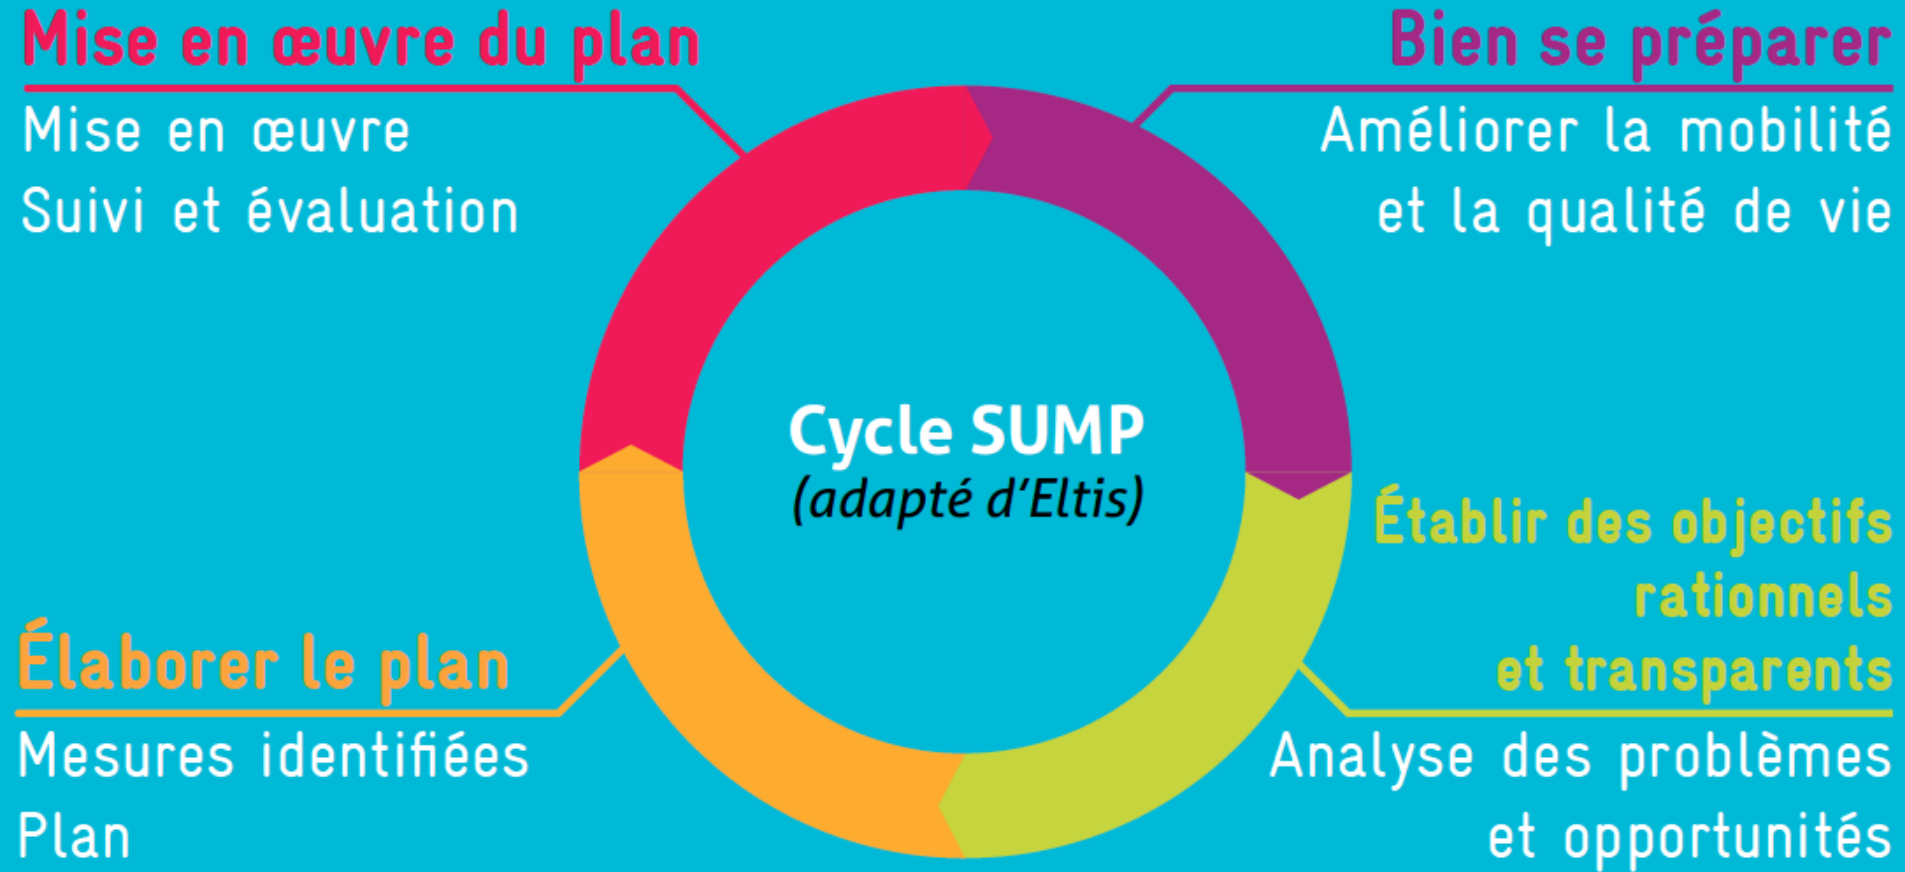 Mise en œuvre du plan
Mise en œuvre
Suivi et évaluation
Bien se préparer
Améliorer la mobilité
et la qualité de vie
Cycle SUMP
(adapté d’Eltis)
Établir des objectifs
rationnels
et transparents
Analyse des problèmes
et opportunités
Élaborer le plan
Mesures identifiées
Plan